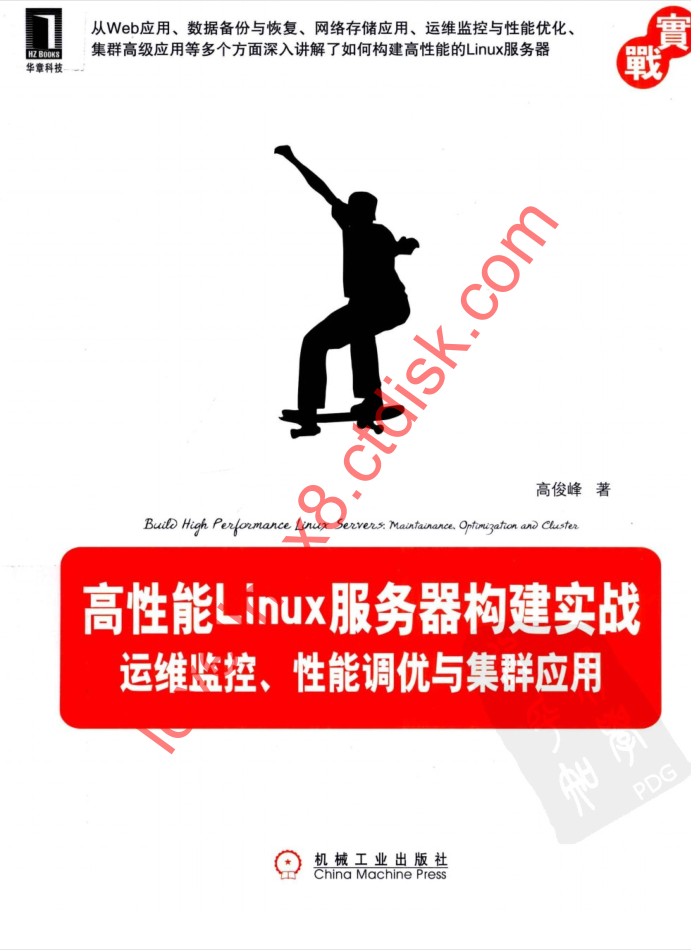 从Web应用、数据备份与恢复、网络存储应用、运维监控与性能优化、
集群高级应用等多个方面深入讲解了如何构建高性能的Linux服务器
HZ BOOKS
华章科技
實
戰
高俊峰 著
Build High Performance Linux Servers: Maintainance, Optimization and Cluster
高性能Linux服务器构建实战
运维监控、性能调优与集群应用
x8.ctdisk.com
PDG
机械工业出版社
China Machine Press